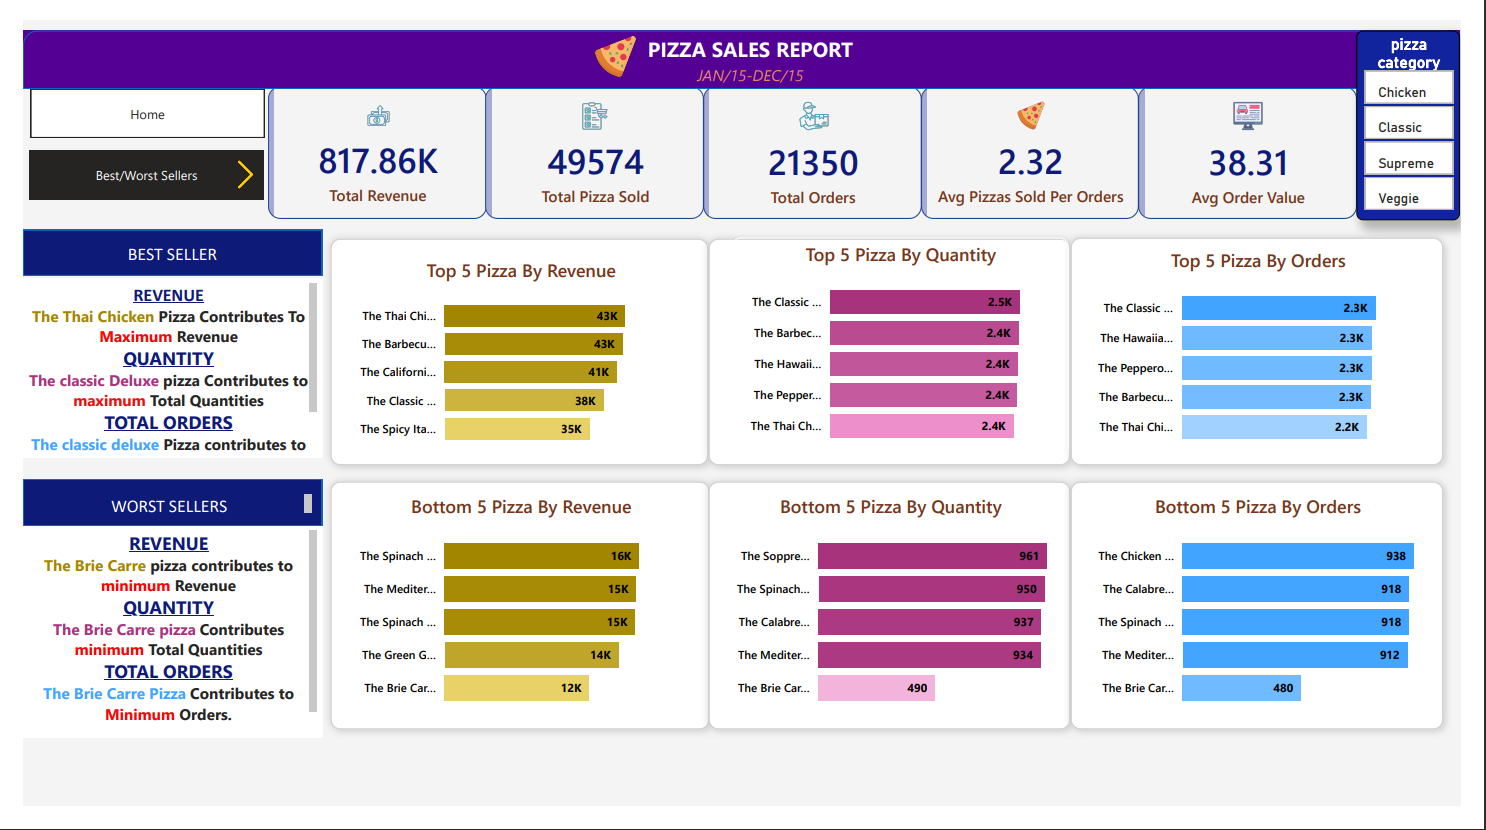 PIZZA SALES REPORT
JAN/15-DEC/15
pizza
category
Chicken
Classic
Supreme
Veggie
Home
Best/Worst Sellers
817.86K
Total Revenue
49574
Total Pizza Sold
21350
Total Orders
2.32
Avg Pizzas Sold Per Orders
38.31
Avg Order Value
BEST SELLER
REVENUE
The Thai Chicken Pizza Contributes To
Maximum Revenue
QUANTITY
The classic Deluxe pizza Contributes to
maximum Total Quantities
TOTAL ORDERS
The classic deluxe Pizza contributes to
Top 5 Pizza By Revenue
The Thai Chi... 43K
The Barbecu... 43K
The Californi... 41K
The Classic ... 38K
The Spicy Ita... 35K
Top 5 Pizza By Quantity
The Classic ... 2.5K
The Barbec... 2.4K
The Hawaii... 2.4K
The Pepper... 2.4K
The Thai Ch... 2.4K
Top 5 Pizza By Orders
The Classic ... 2.3K
The Hawaiia... 2.3K
The Peppero... 2.3K
The Barbecu... 2.3K
The Thai Chi... 2.2K
WORST SELLERS
REVENUE
The Brie Carre pizza contributes to
minimum Revenue
QUANTITY
The Brie Carre pizza Contributes
minimum Total Quantities
TOTAL ORDERS
The Brie Carre Pizza Contributes to
Minimum Orders.
Bottom 5 Pizza By Revenue
The Spinach ... 16K
The Mediter... 15K
The Spinach ... 15K
The Green G... 14K
The Brie Car... 12K
Bottom 5 Pizza By Quantity
The Soppre... 961
The Spinach... 950
The Calabre... 937
The Mediter... 934
The Brie Car... 490
Bottom 5 Pizza By Orders
The Chicken ... 938
The Calabre... 918
The Spinach ... 918
The Mediter... 912
The Brie Car... 480